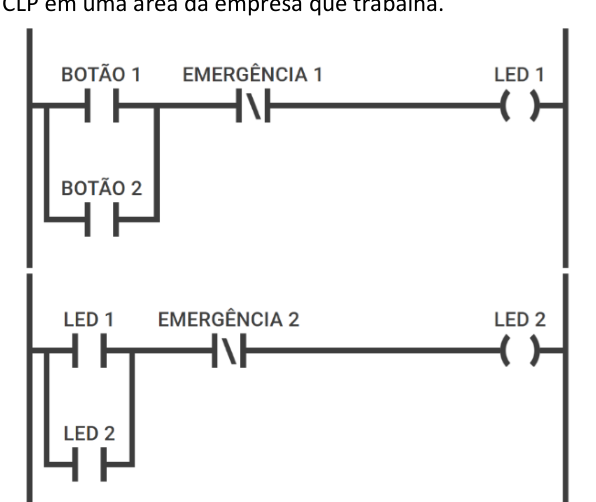 CLP em uma área da empresa que trabalha.
BOTÃO 1 EMERGÊNCIA 1 LED 1
BOTÃO 2
LED 1 EMERGÊNCIA 2 LED 2
LED 2